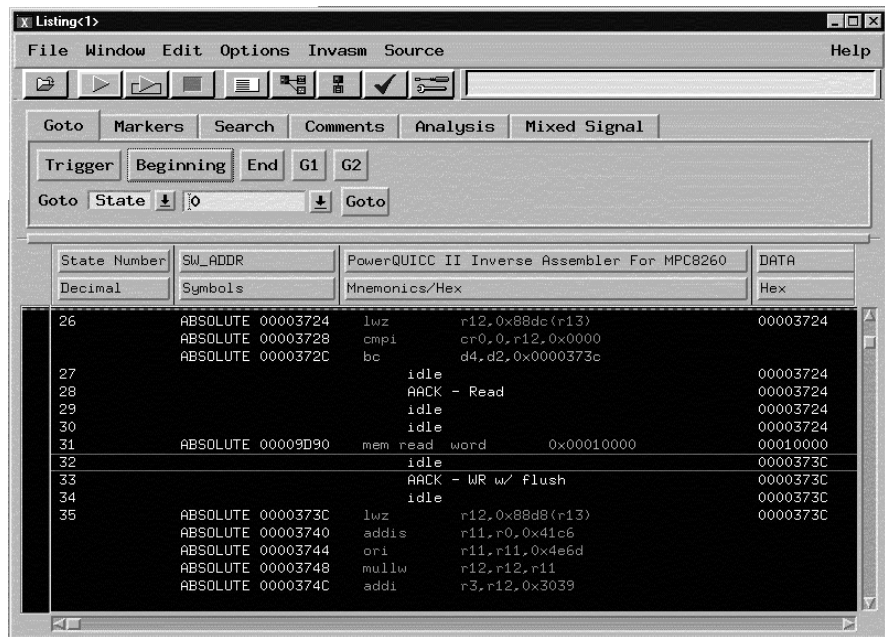 Listing<1>
File Window Edit Options Invasm Source Help
Goto Markers Search Comments Analysis Mixed Signal
Trigger Beginning End G1 G2
Goto State 0 Goto
State Number SW_ADDR PowerQUICC II Inverse Assembler For MPC8260 DATA
Decimal Symbols Mnemonics/Hex Hex
26 ABSOLUTE 00003724 lwz r12,0x88dc(r13) 00003724
ABSOLUTE 00003728 cmpi cr0,0,r12,0x0000
ABSOLUTE 0000372C bc d4,d2,0x0000373c
27 idle 00003724
28 AACK - Read 00003724
29 idle 00003724
30 idle 00003724
31 ABSOLUTE 00009D90 mem read word 0x00010000 00010000
32 idle 0000373C
33 AACK - WR w/ flush 0000373C
34 idle 0000373C
35 ABSOLUTE 0000373C lwz r12,0x88d8(r13) 0000373C
ABSOLUTE 00003740 addis r11,r0,0x41c6
ABSOLUTE 00003744 ori r11,r11,0x4e6d
ABSOLUTE 00003748 mullw r12,r12,r11
ABSOLUTE 0000374C addi r3,r12,0x3039